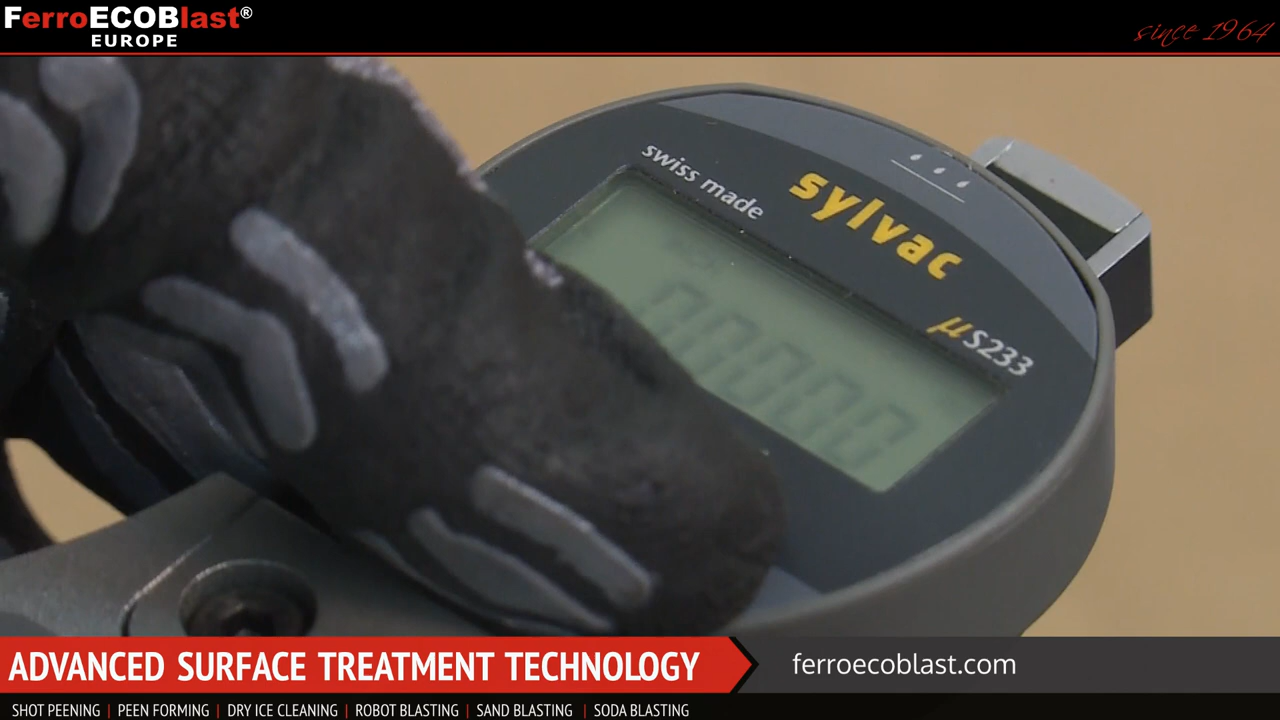 FerroECOBlast®
EUROPE
since 1964
swiss made
sylvac
µS233
ADVANCED SURFACE TREATMENT TECHNOLOGY
ferroecoblast.com
SHOT PEENING | PEEN FORMING | DRY ICE CLEANING | ROBOT BLASTING | SAND BLASTING | SODA BLASTING